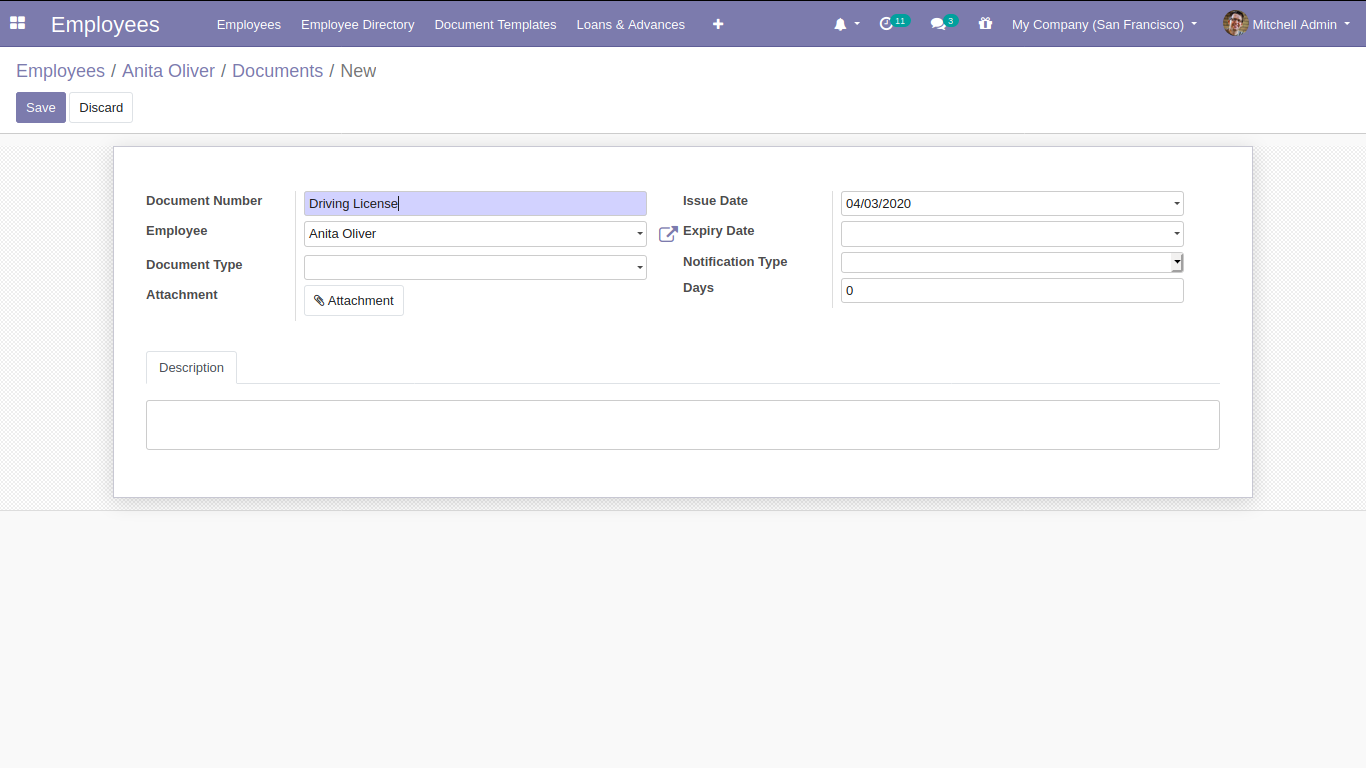 Employees Employees Employee Directory Document Templates Loans & Advances 11 3 My Company (San Francisco) Mitchell Admin
Employees / Anita Oliver / Documents / New
Save Discard
Document Number Driving License Issue Date 04/03/2020
Employee Anita Oliver Expiry Date
Document Type Notification Type
Attachment Attachment Days 0
Description